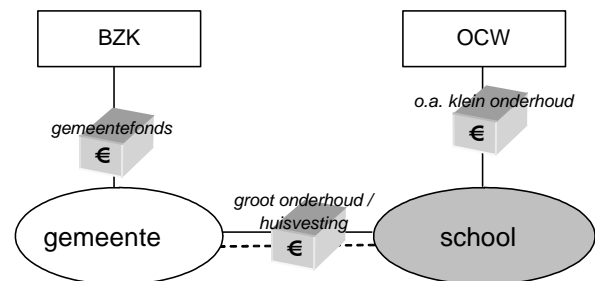 BZK
OCW
gemeentefonds
€
o.a. klein onderhoud
€
groot onderhoud /
huisvesting
€
gemeente
school